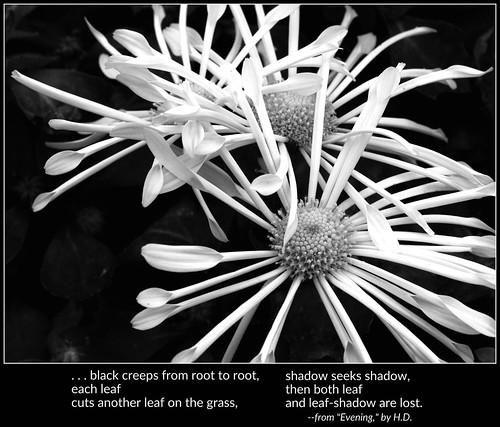 . . . black creeps from root to root,
each leaf
cuts another leaf on the grass,
shadow seeks shadow,
then both leaf
and leaf-shadow are lost.
--from "Evening," by H.D.